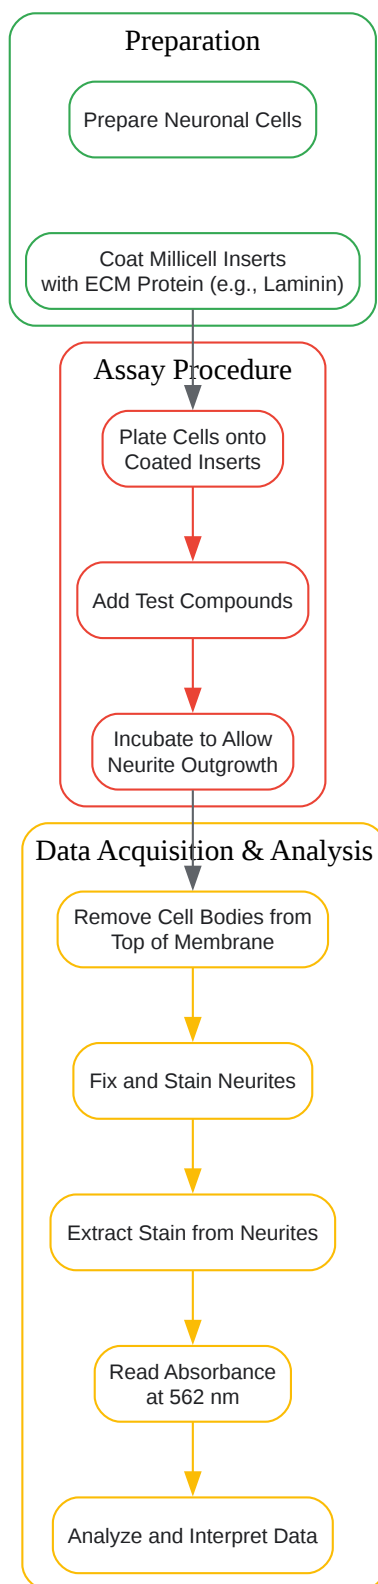 Preparation
Prepare Neuronal Cells
Coat Millicell Inserts
with ECM Protein (e.g., Laminin)
Assay Procedure
Plate Cells onto
Coated Inserts
Add Test Compounds
Incubate to Allow
Neurite Outgrowth
Data Acquisition & Analysis
Remove Cell Bodies from
Top of Membrane
Fix and Stain Neurites
Extract Stain from Neurites
Read Absorbance
at 562 nm
Analyze and Interpret Data